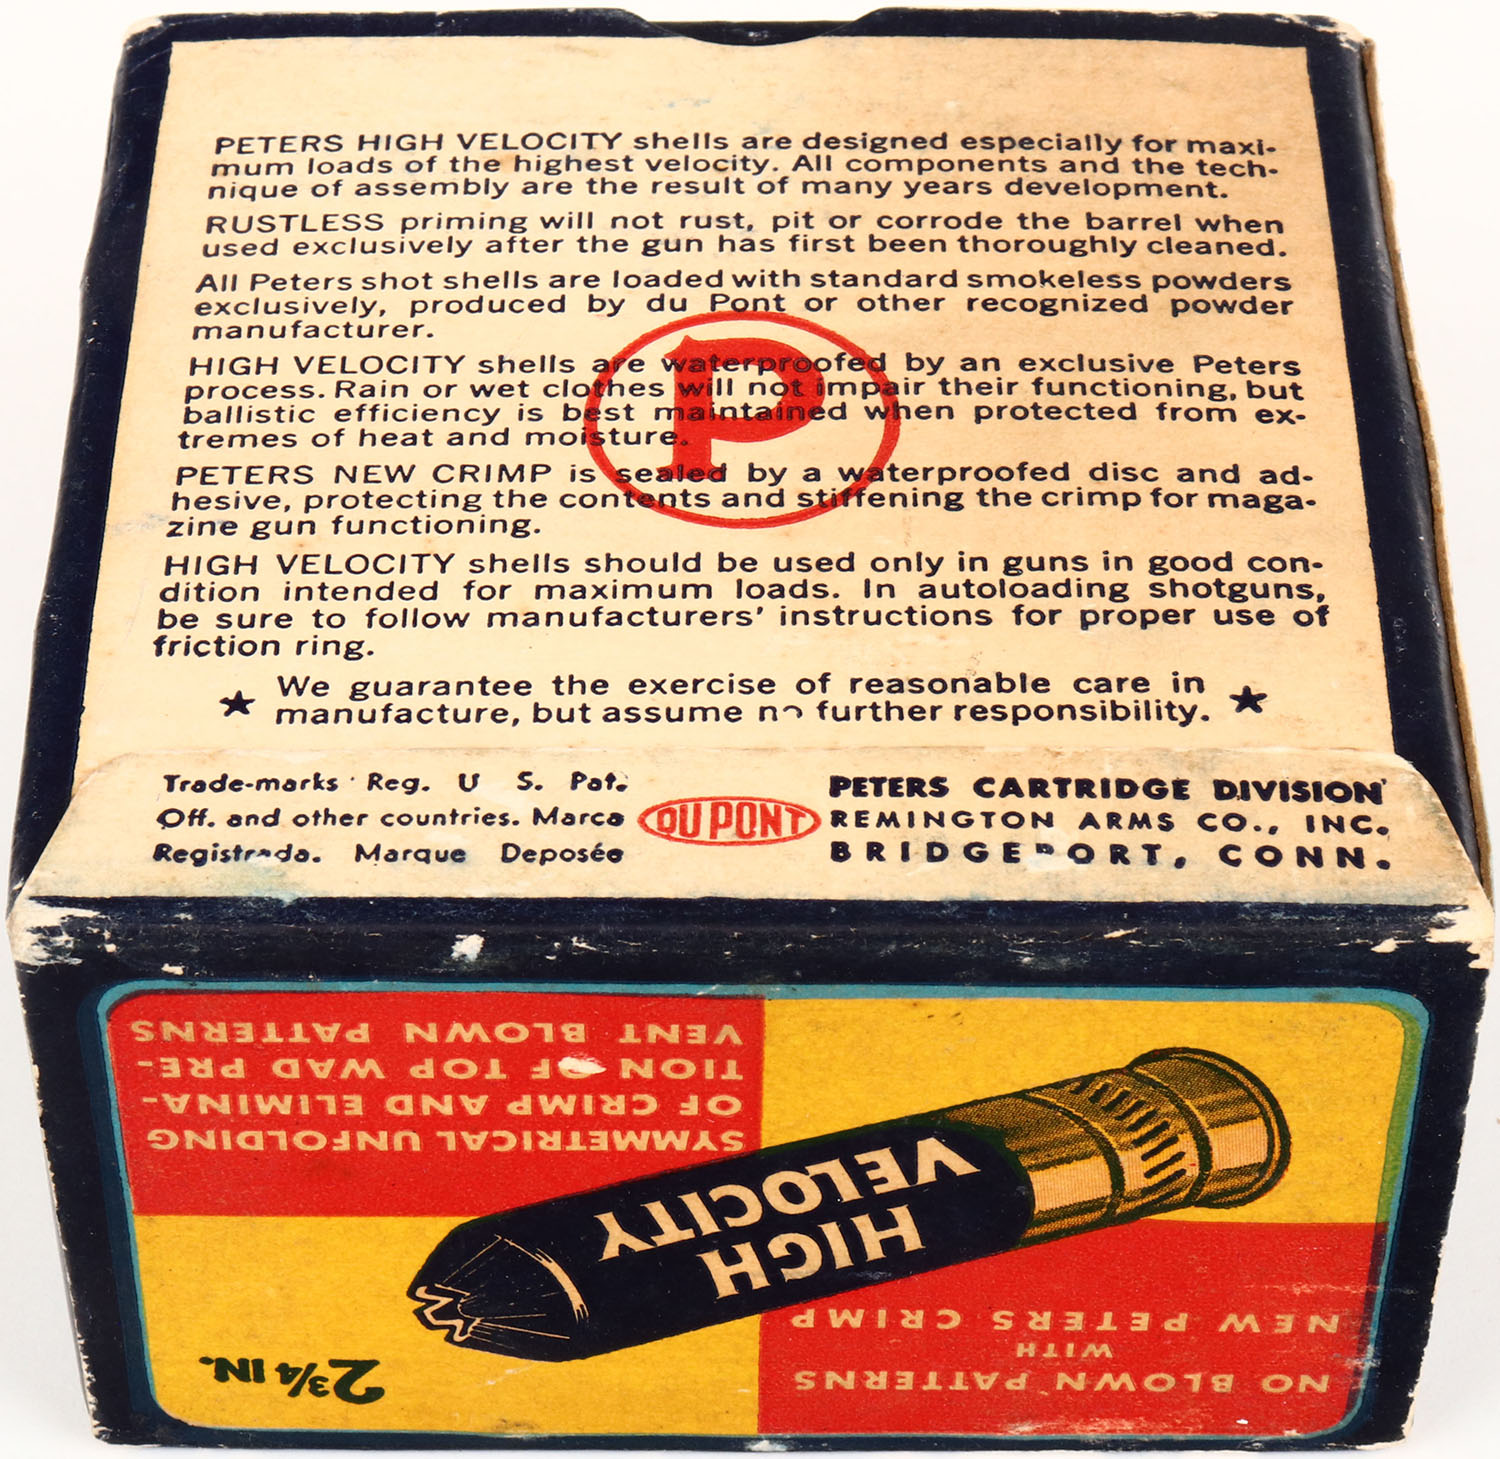 PETERS HIGH VELOCITY shells are designed especially for maxi-
mum loads of the highest velocity. All components and the tech-
nique of assembly are the result of many years development.
RUSTLESS priming will not rust, pit or corrode the barrel when
used exclusively after the gun has first been thoroughly cleaned.
All Peters shot shells are loaded with standard smokeless powders
exclusively, produced by du Pont or other recognized powder
manufacturer.
HIGH VELOCITY shells are waterproofed by an exclusive Peters
process. Rain or wet clothes will not impair their functioning, but
ballistic efficiency is best maintained when protected from ex-
tremes of heat and moisture.
P
PETERS NEW CRIMP is sealed by a waterproofed disc and ad-
hesive, protecting the contents and stiffening the crimp for maga-
zine gun functioning.
HIGH VELOCITY shells should be used only in guns in good con-
dition intended for maximum loads. In autoloading shotguns,
be sure to follow manufacturers' instructions for proper use of
friction ring.
★ We guarantee the exercise of reasonable care in ★
manufacture, but assume no further responsibility.
Trade-marks Reg. U S. Pat.
Off. and other countries. Marca
Registrada. Marque Deposée
DU PONT
PETERS CARTRIDGE DIVISION
REMINGTON ARMS CO., INC.
BRIDGEPORT, CONN.
NO BLOWN PATTERNS
WITH
NEW PETERS CRIMP
2 3/4 IN.
HIGH
VELOCITY
SYMMETRICAL UNFOLDING
OF CRIMP AND ELIMINA-
TION OF TOP WAD PRE-
VENT BLOWN PATTERNS